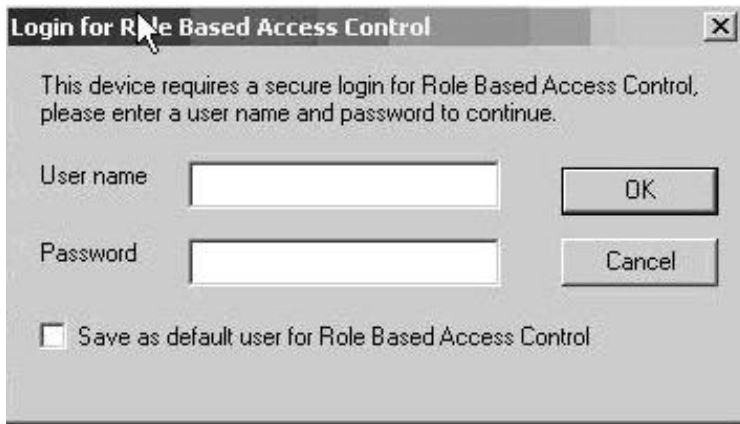 Login for Role Based Access Control
This device requires a secure login for Role Based Access Control,
please enter a user name and password to continue.
User name
OK
Password
Cancel
Save as default user for Role Based Access Control